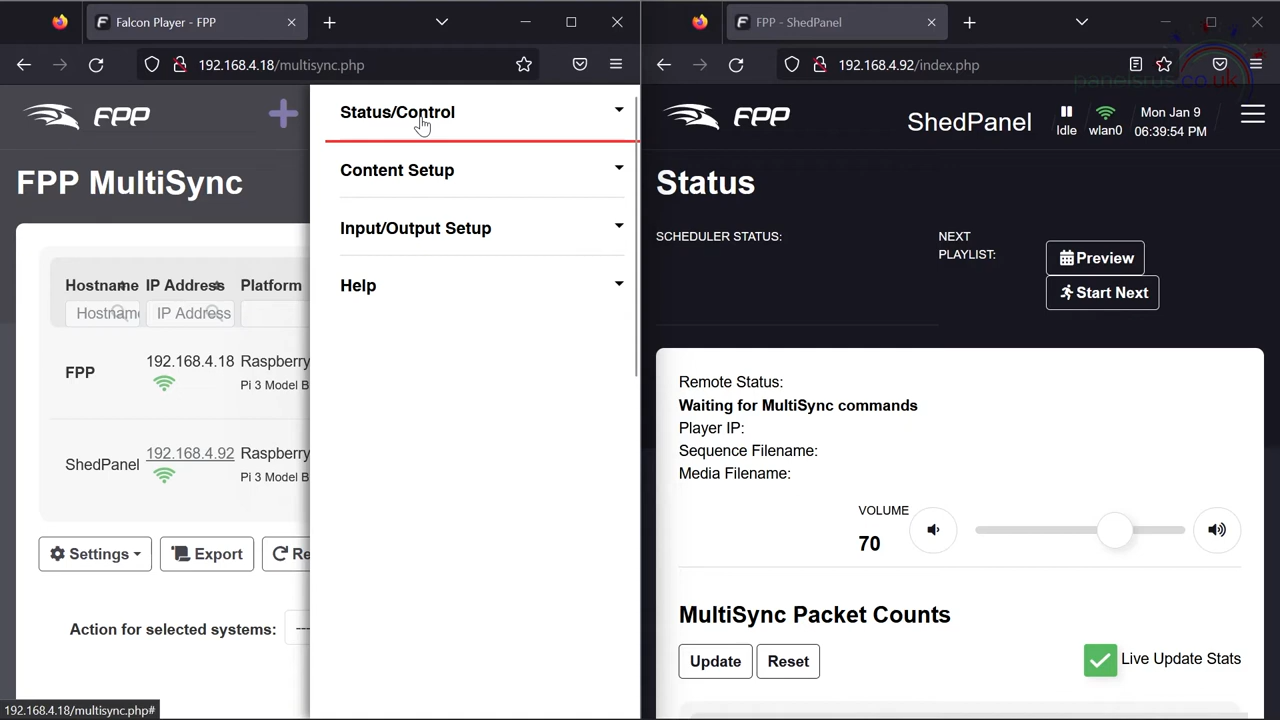 Falcon Player - FPP
192.168.4.18/multisync.php
FPP
FPP MultiSync
Hostname IP Address Platform
Hostname IP Address
FPP 192.168.4.18 Raspberry
Pi 3 Model B
ShedPanel 192.168.4.92 Raspberry
Pi 3 Model B
Settings Export Re
Action for selected systems: ---
192.168.4.18/multisync.php#
Status/Control
Content Setup
Input/Output Setup
Help
FPP - ShedPanel
192.168.4.92/index.php
panelsrus.co.uk
FPP
ShedPanel
Idle
wlan0
Mon Jan 9
06:39:54 PM
Status
SCHEDULER STATUS:
NEXT
PLAYLIST:
Preview
Start Next
Remote Status:
Waiting for MultiSync commands
Player IP:
Sequence Filename:
Media Filename:
VOLUME
70
MultiSync Packet Counts
Update Reset
Live Update Stats